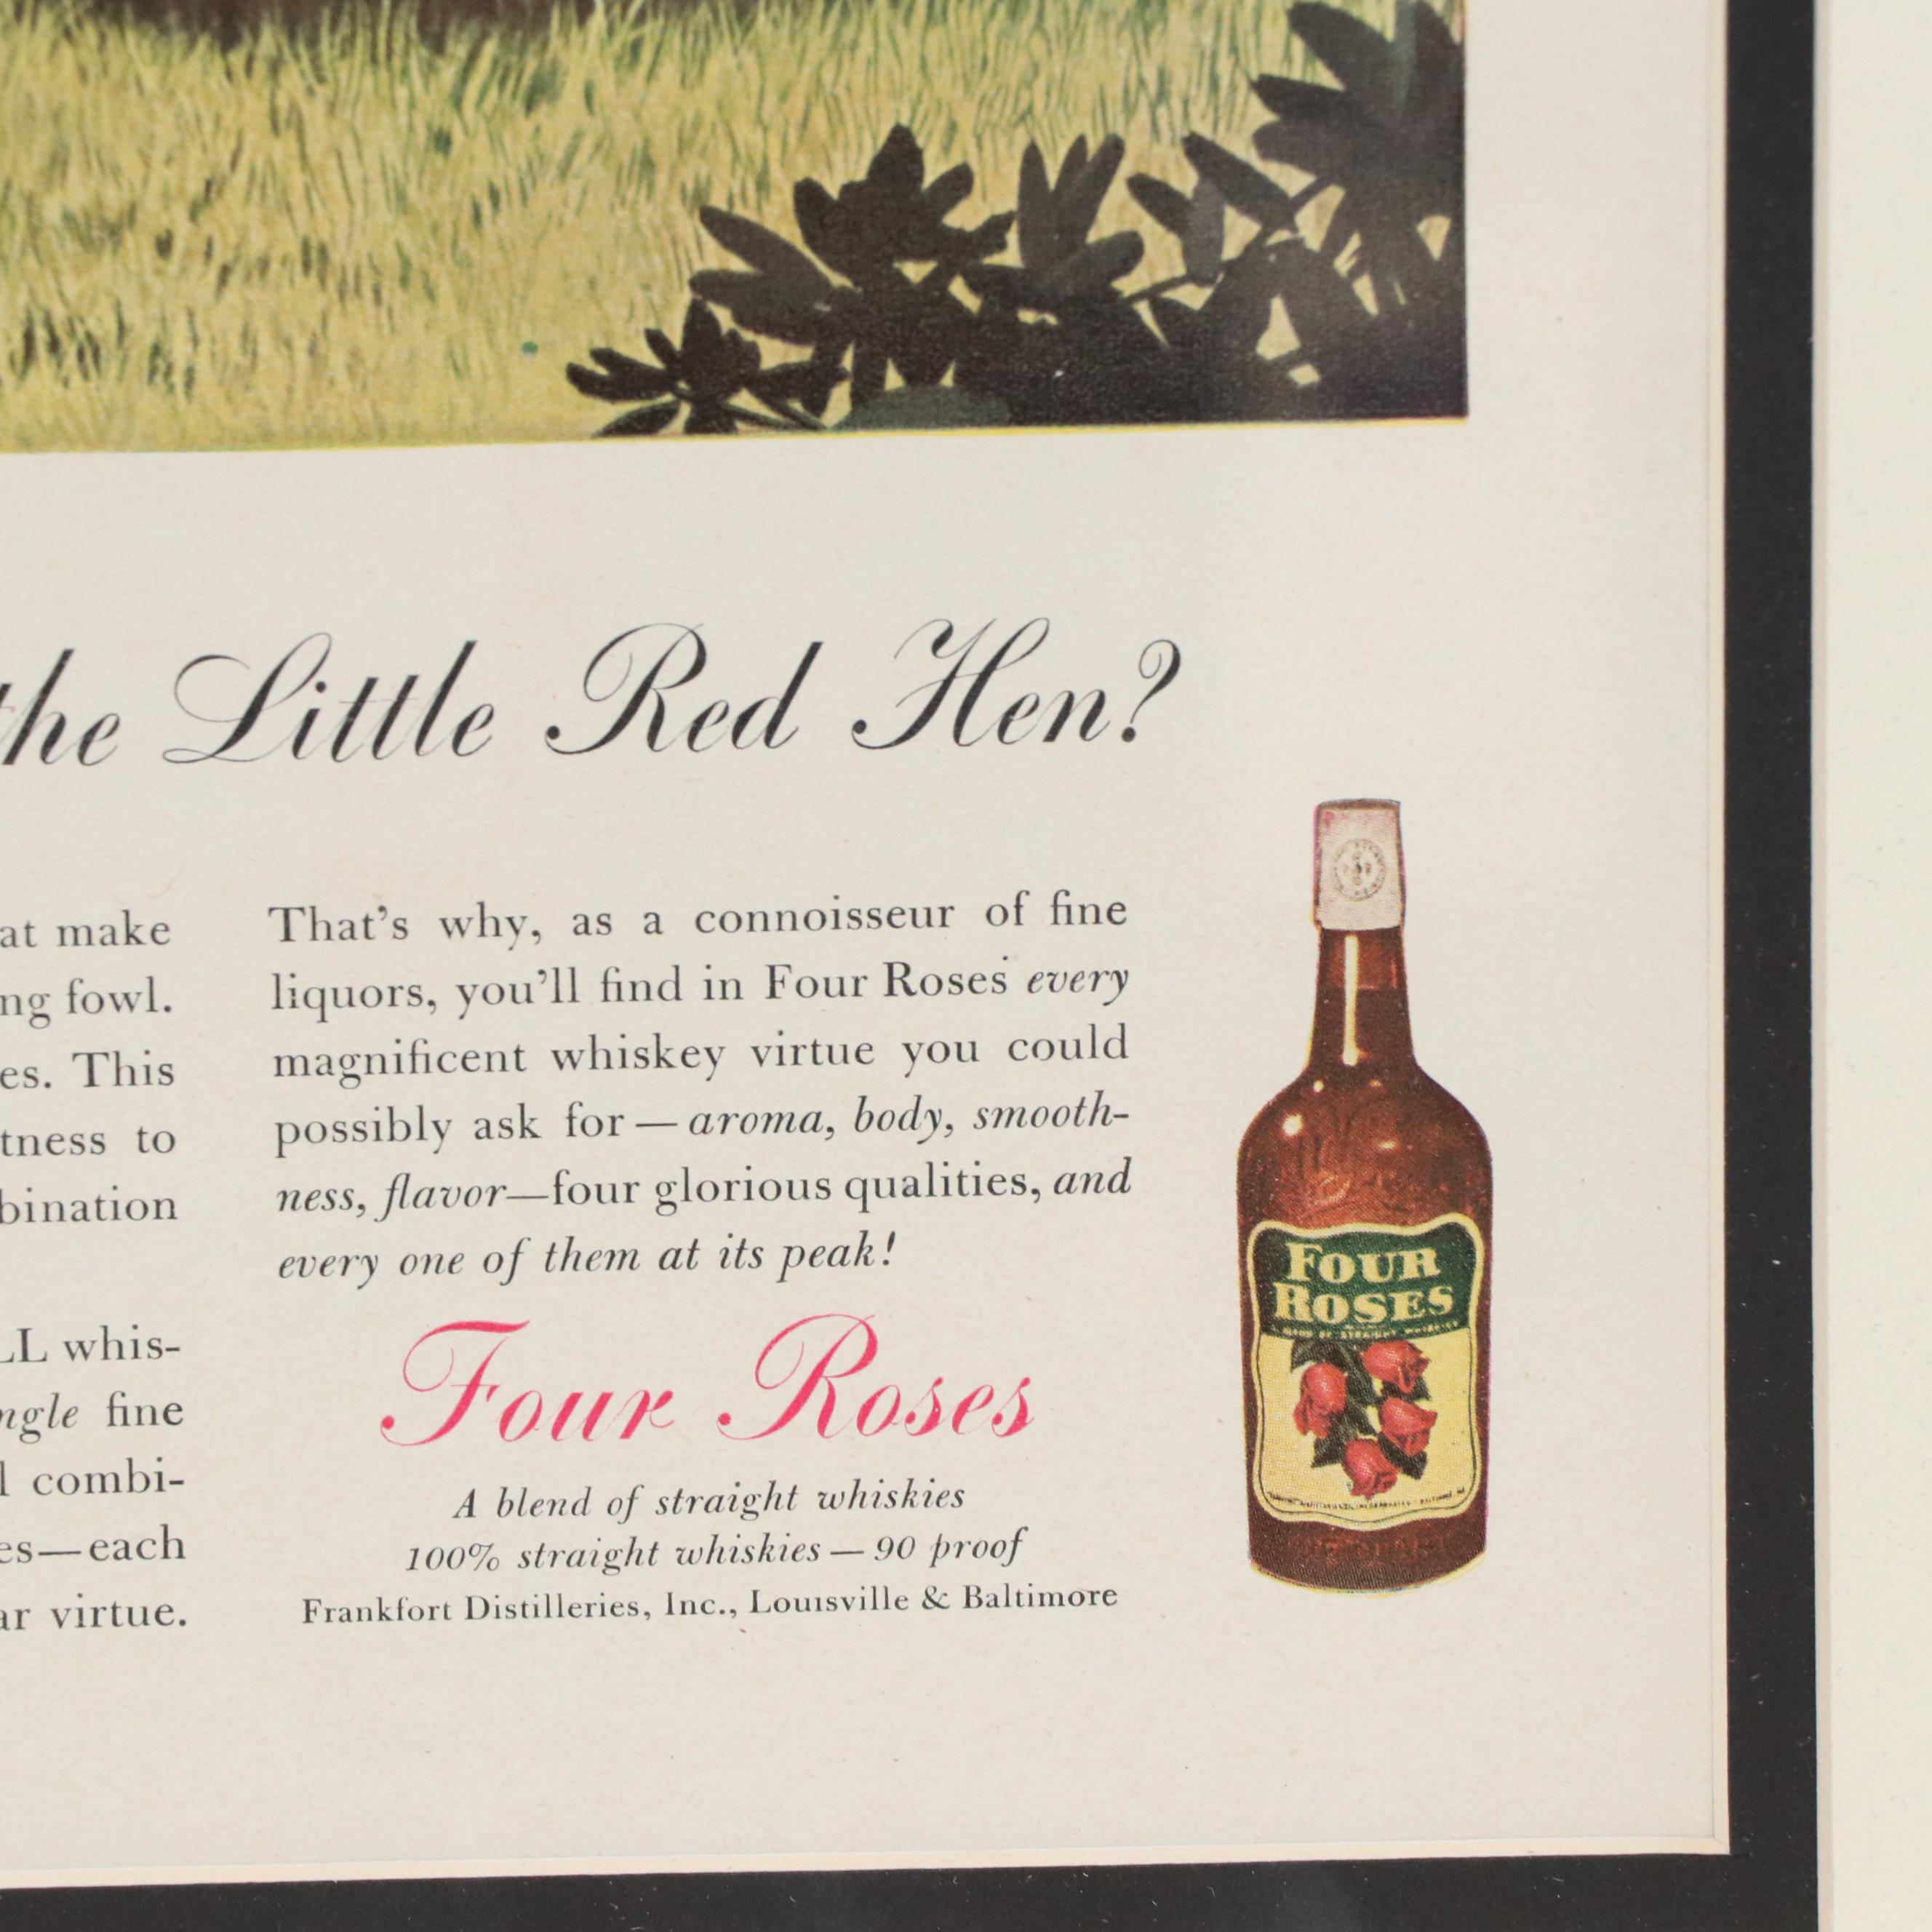 the Little Red Hen?
at make
ng fowl.
es. This
tness to
bination
LL whis-
ngle fine
l combi-
es—each
ar virtue.
That's why, as a connoisseur of fine
liquors, you'll find in Four Roses every
magnificent whiskey virtue you could
possibly ask for—aroma, body, smooth-
ness, flavor—four glorious qualities, and
every one of them at its peak!
Four Roses
A blend of straight whiskies
100% straight whiskies—90 proof
Frankfort Distilleries, Inc., Louisville & Baltimore
FOUR
ROSES
A BLEND OF STRAIGHT WHISKIES